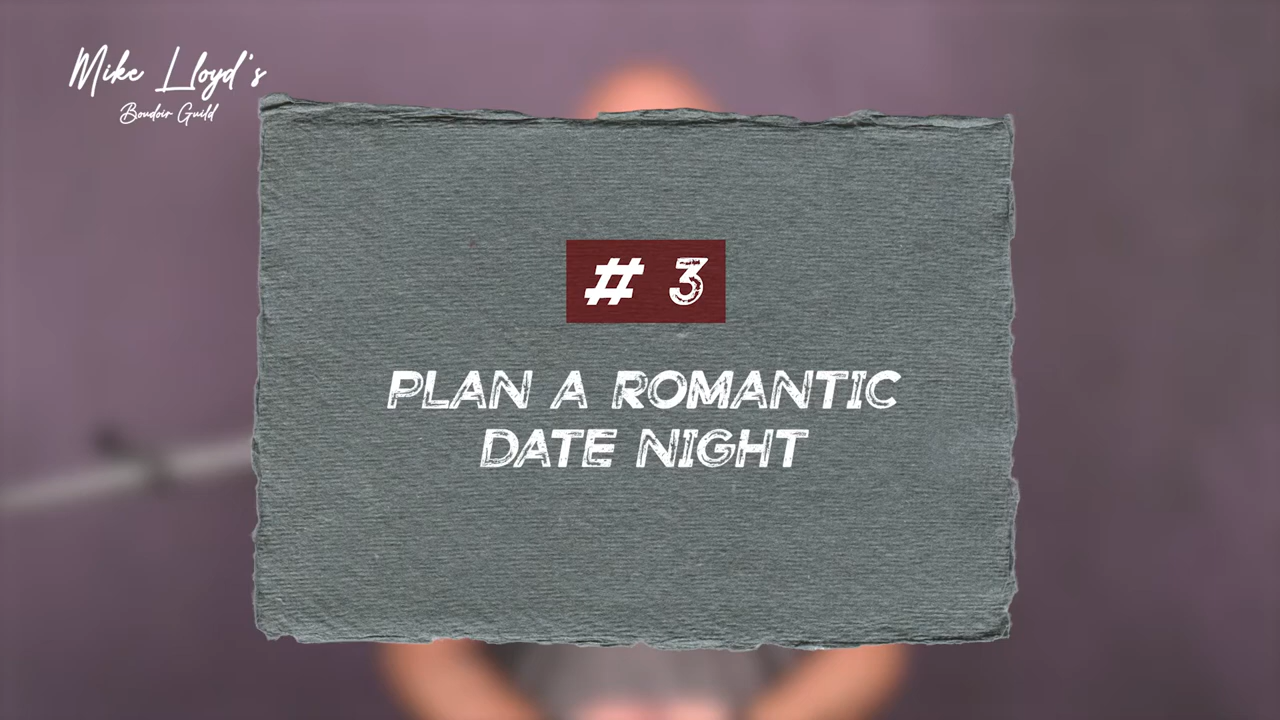 Mike Lloyd's
Boudoir Guild
# 3
PLAN A ROMANTIC
DATE NIGHT